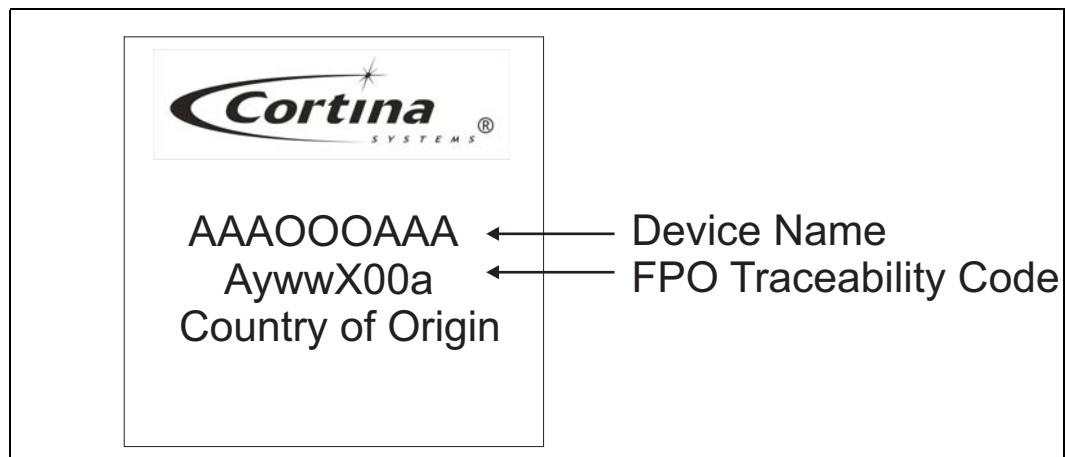 Cortina
SYSTEMS ®
AAAOOOAAA
Device Name
AywwX00a
FPO Traceability Code
Country of Origin